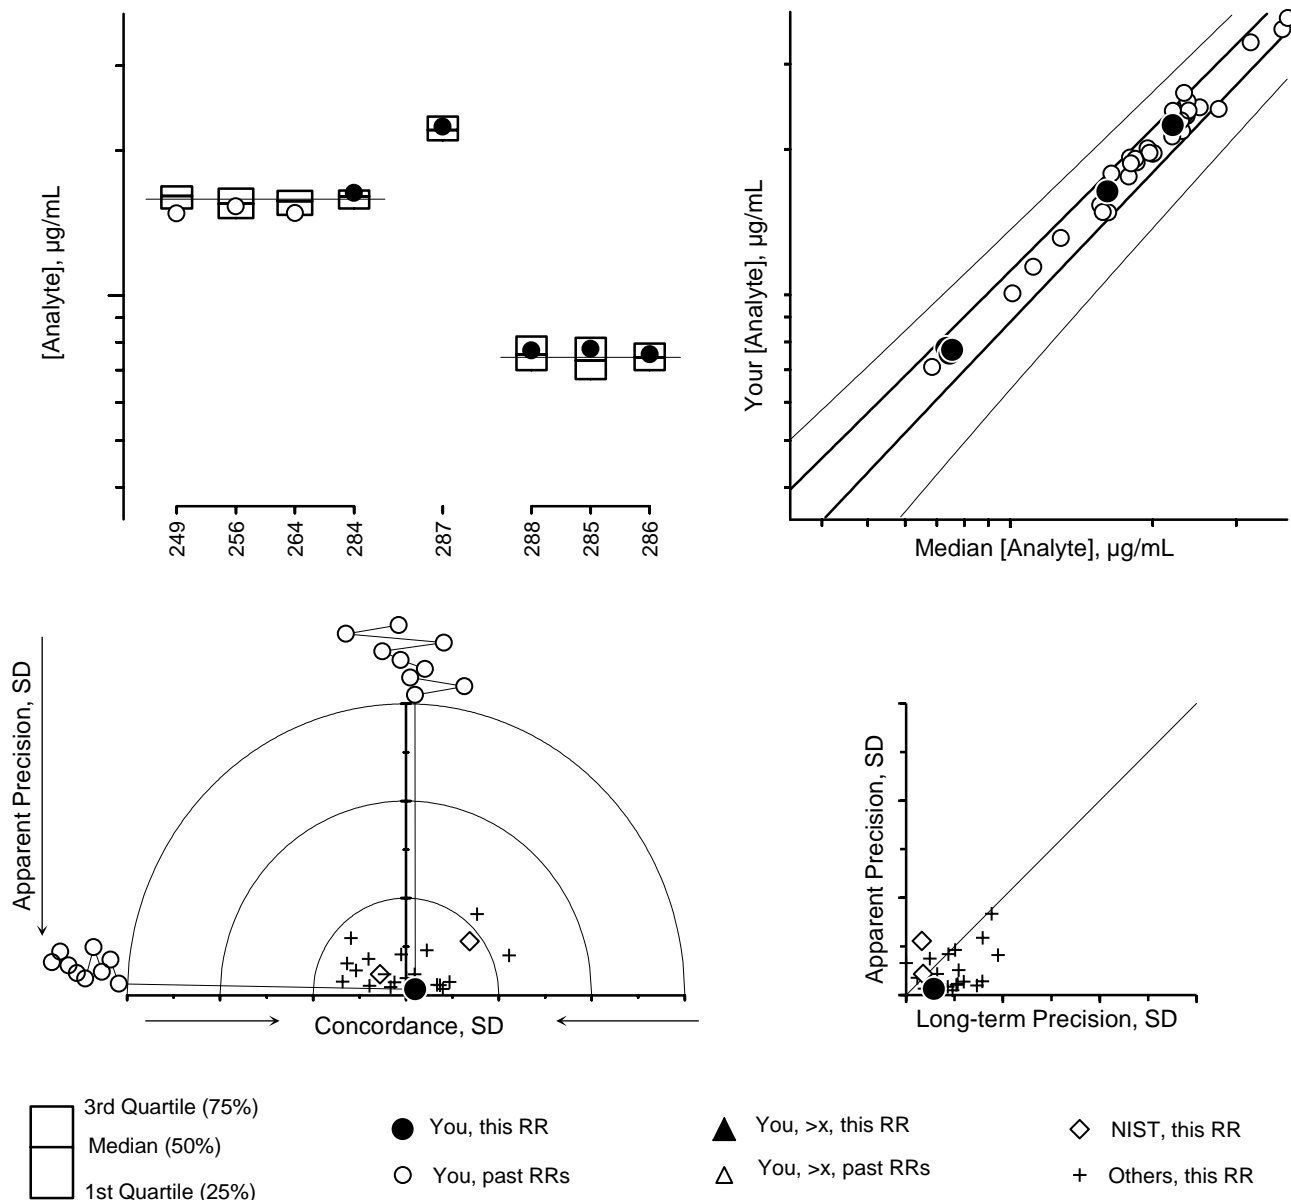 [Analyte], µg/mL
249
256
264
284
287
288
285
286
Your [Analyte], µg/mL
Median [Analyte], µg/mL
Apparent Precision, SD
Concordance, SD
Apparent Precision, SD
Long-term Precision, SD
3rd Quartile (75%)
Median (50%)
1st Quartile (25%)
You, this RR
You, past RRs
You, >x, this RR
You, >x, past RRs
NIST, this RR
Others, this RR